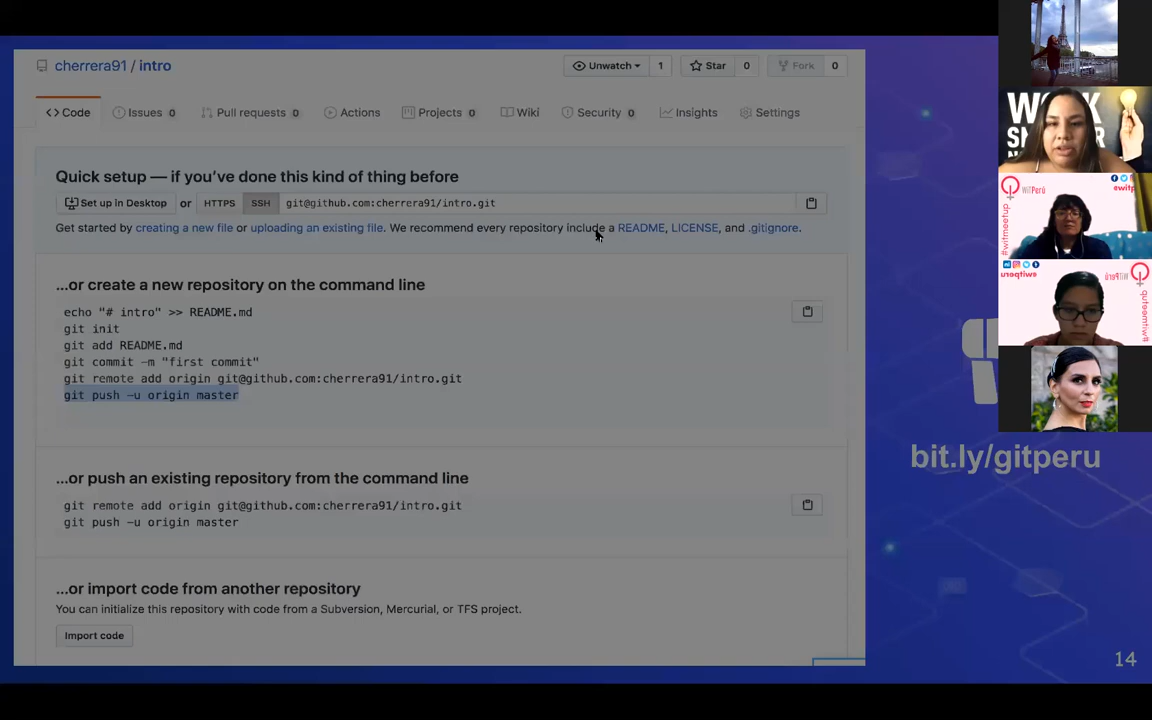 cherrera91 / intro
Unwatch 1 Star 0 Fork 0
Code Issues 0 Pull requests 0 Actions Projects 0 Wiki Security 0 Insights Settings
Quick setup — if you've done this kind of thing before
Set up in Desktop or HTTPS SSH git@github.com:cherrera91/intro.git
Get started by creating a new file or uploading an existing file. We recommend every repository include a README, LICENSE, and .gitignore.
...or create a new repository on the command line
echo "# intro" >> README.md
git init
git add README.md
git commit -m "first commit"
git remote add origin git@github.com:cherrera91/intro.git
git push -u origin master
...or push an existing repository from the command line
git remote add origin git@github.com:cherrera91/intro.git
git push -u origin master
...or import code from another repository
You can initialize this repository with code from a Subversion, Mercurial, or TFS project.
Import code
bit.ly/gitperu
14
WitPerú
#witmeetup